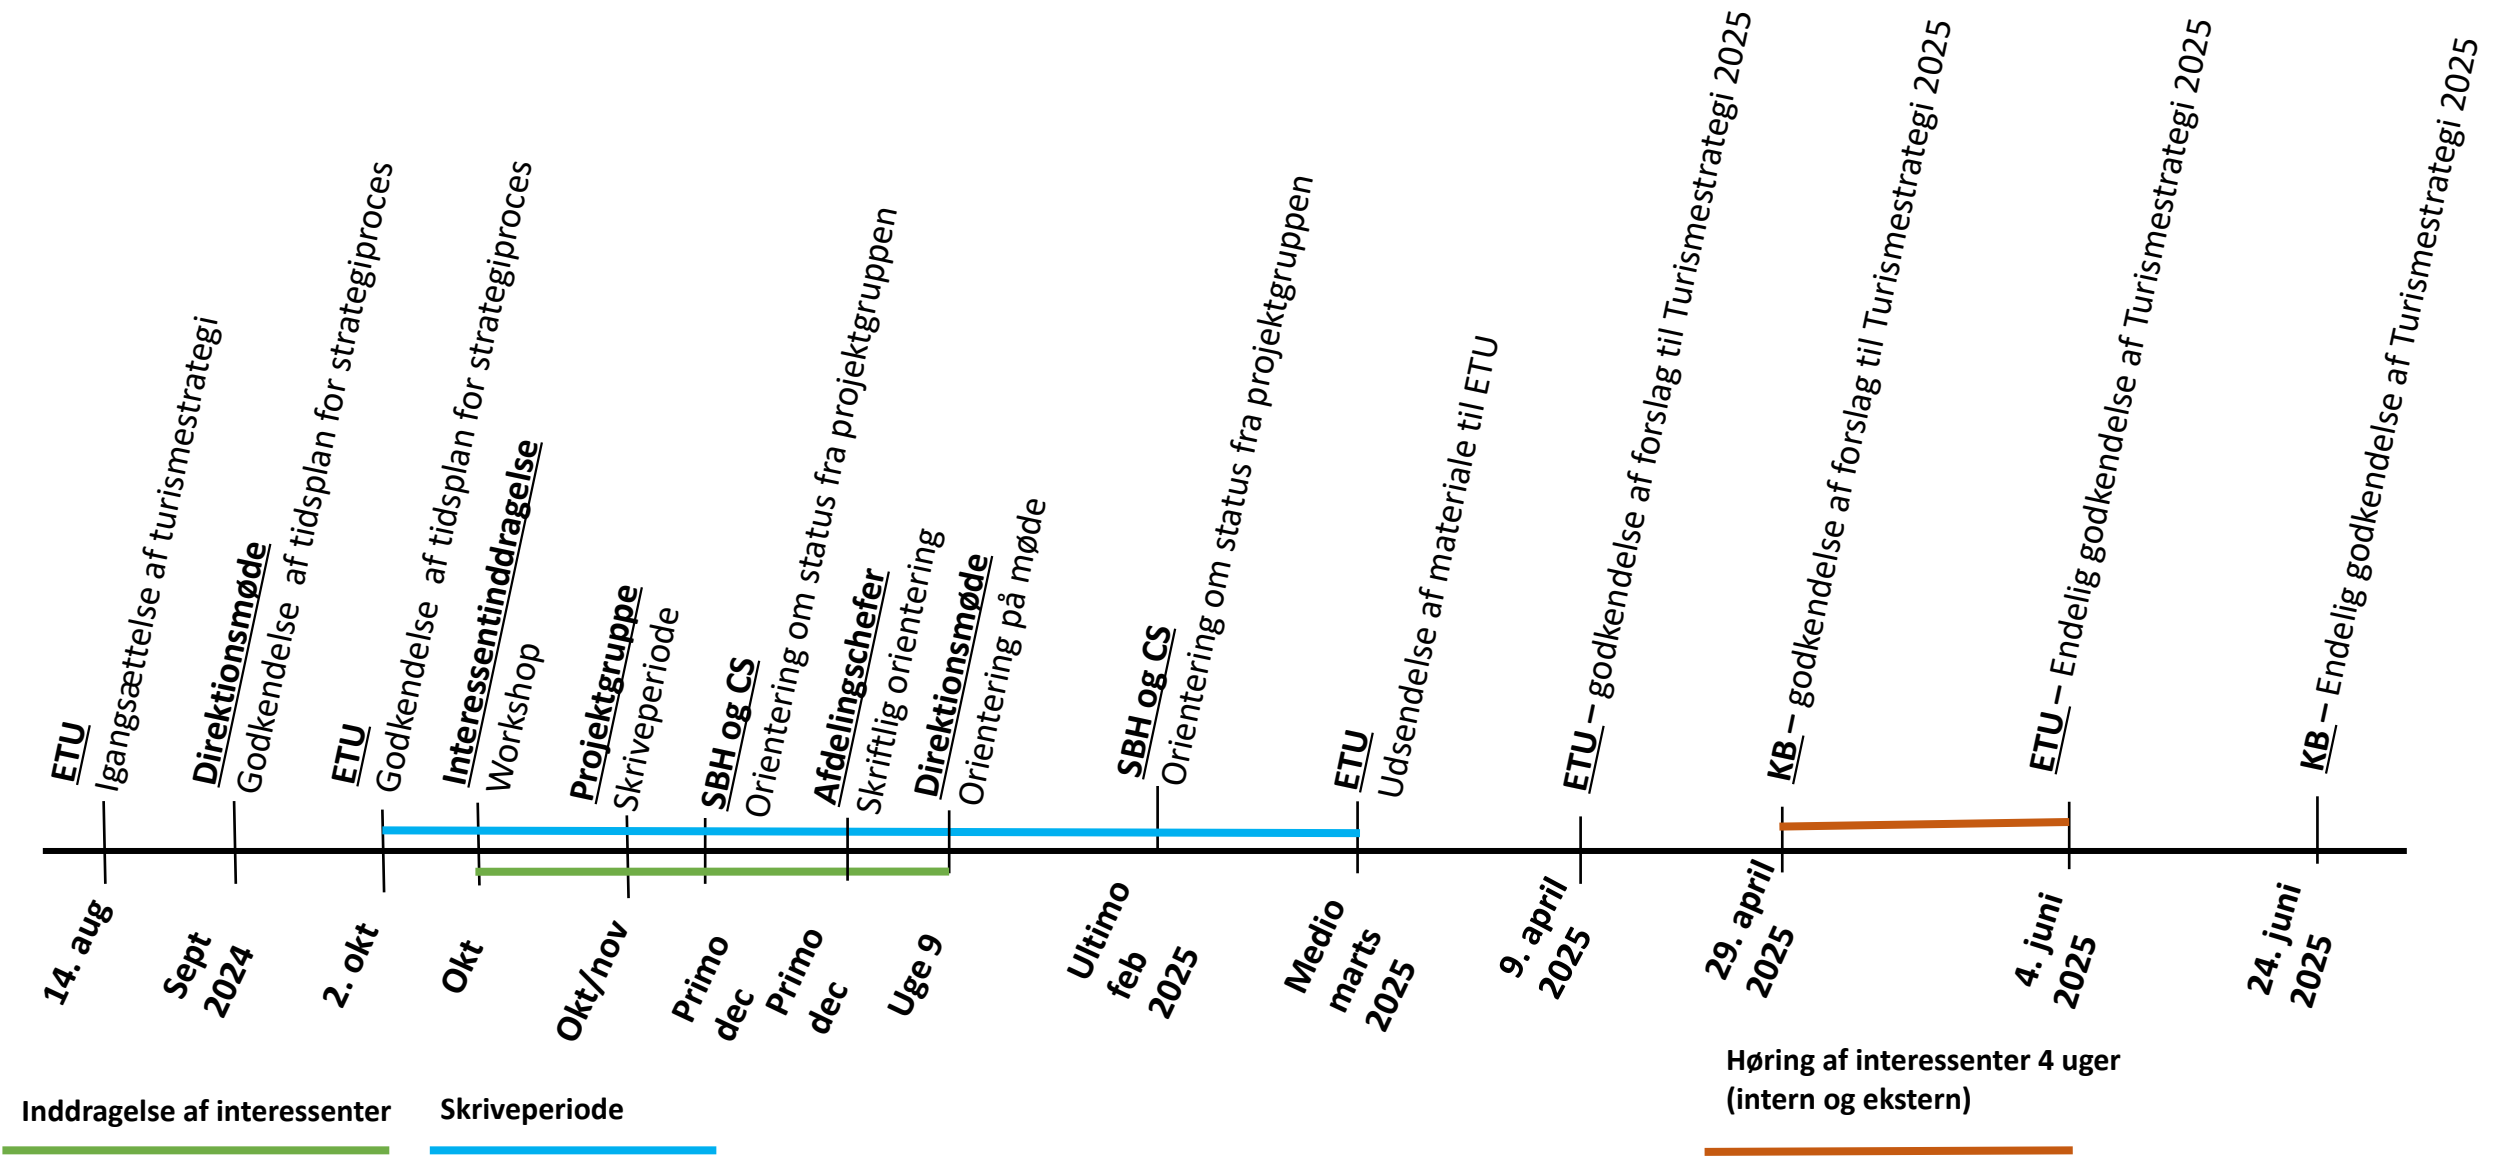 ETU
Igangsættelse af turismestrategi
Direktionsmøde
Godkendelse af tidsplan for strategiproces
ETU
Godkendelse af tidsplan for strategiproces
Interessentinddragelse
Workshop
Projektgruppe
Skriveperiode
SBH og CS
Orientering om status fra projektgruppen
Afdelingschefer
Skriftlig orientering
Direktionsmøde
Orientering på møde
SBH og CS
Orientering om status fra projektgruppen
ETU
Udsendelse af materiale til ETU
ETU – godkendelse af forslag til Turismestrategi 2025
KB – godkendelse af forslag til Turismestrategi 2025
ETU – Endelig godkendelse af Turismestrategi 2025
KB – Endelig godkendelse af Turismestrategi 2025
14. aug
Sept
2024
2. okt
Okt
Okt/nov
Primo
dec
Primo
dec
Uge 9
Ultimo
feb
2025
Medio
marts
2025
9. april
2025
29. april
2025
4. juni
2025
24. juni
2025
Inddragelse af interessenter
Skriveperiode
Høring af interessenter 4 uger
(intern og ekstern)